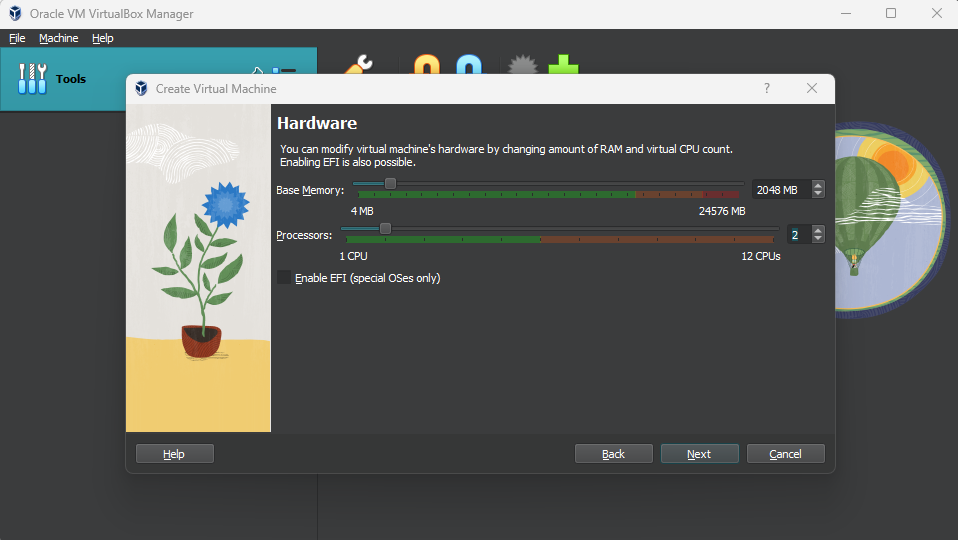 Oracle VM VirtualBox Manager
File Machine Help
Tools
Create Virtual Machine ?
Hardware
You can modify virtual machine's hardware by changing amount of RAM and virtual CPU count.
Enabling EFI is also possible.
Base Memory: 2048 MB
4 MB 24576 MB
Processors: 2
1 CPU 12 CPUs
Enable EFI (special OSes only)
Help Back Next Cancel